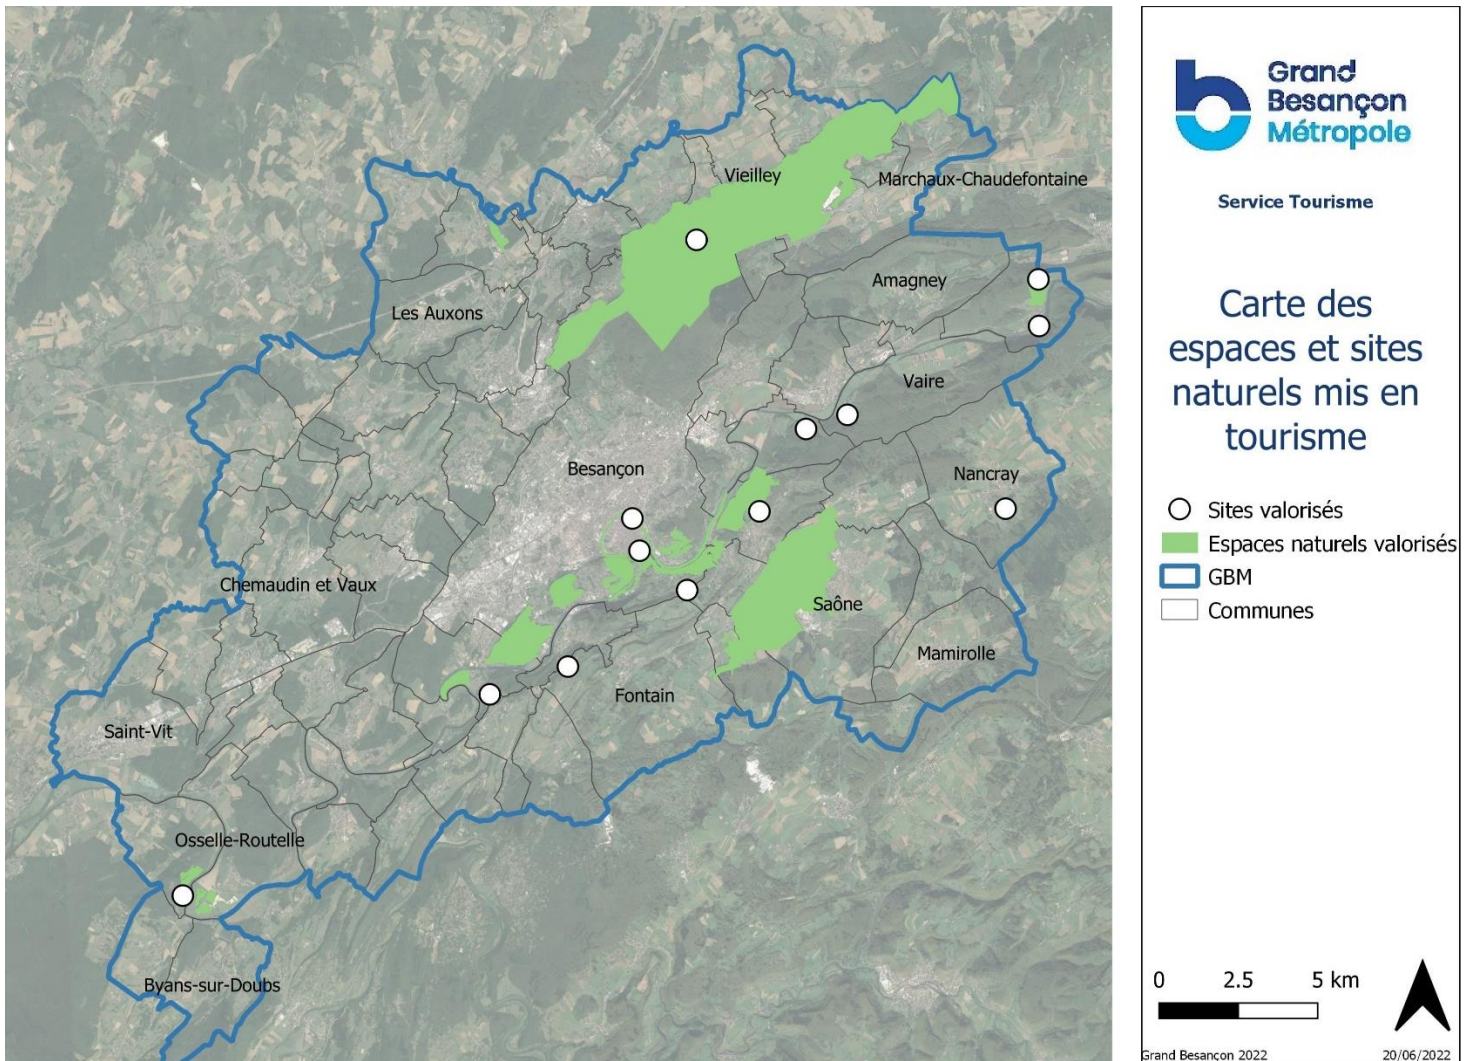 Vieilley
Marchaux-Chaudefontaine
Amagney
Les Auxons
Vaire
Besançon
Nancray
Chemaudin et Vaux
Saône
Mamirolle
Fontain
Saint-Vit
Osselle-Routelle
Byans-sur-Doubs
Grand
Besançon
Métropole
Service Tourisme
Carte des
espaces et sites
naturels mis en
tourisme
Sites valorisés
Espaces naturels valorisés
GBM
Communes
0 2.5 5 km
Grand Besançon 2022 20/06/2022